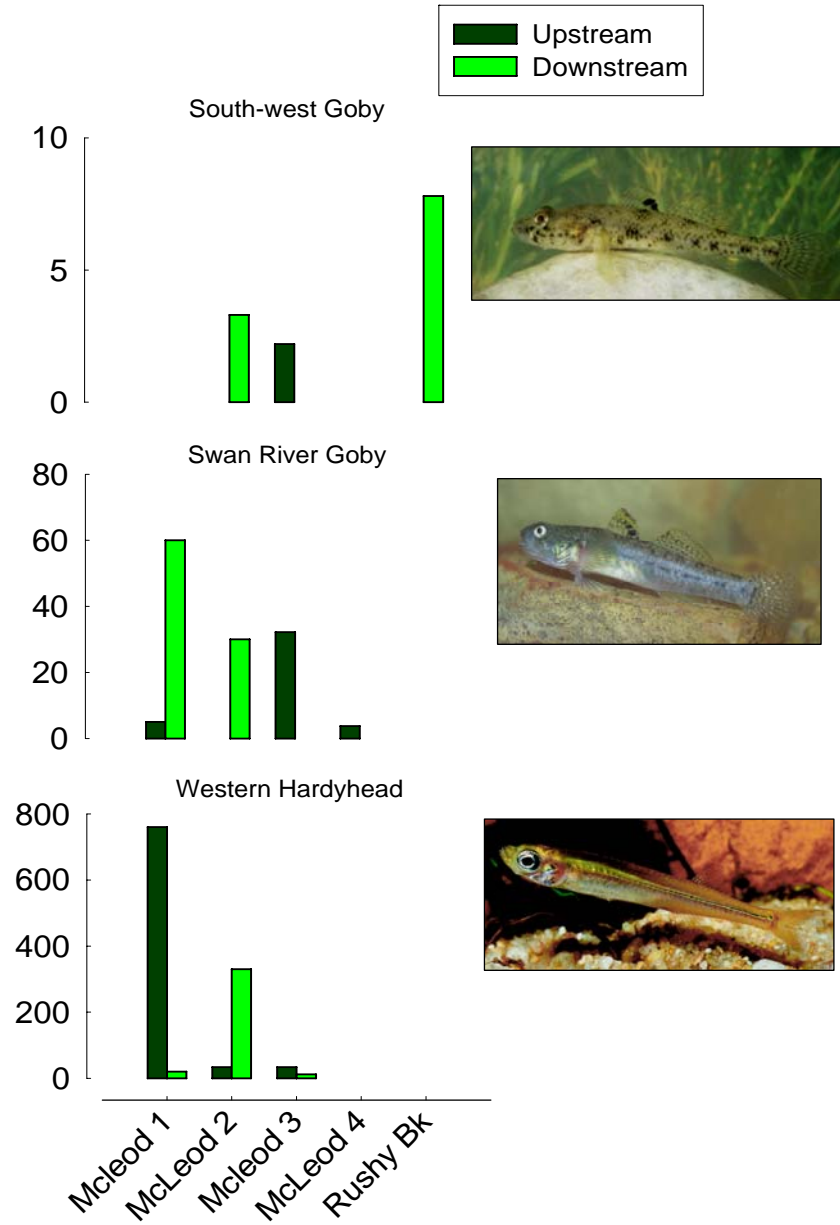 Upstream
Downstream
South-west Goby
10
5
0
Swan River Goby
80
60
40
20
0
Western Hardyhead
800
600
400
200
0
Mcleod 1
McLeod 2
Mcleod 3
McLeod 4
Rushy Bk